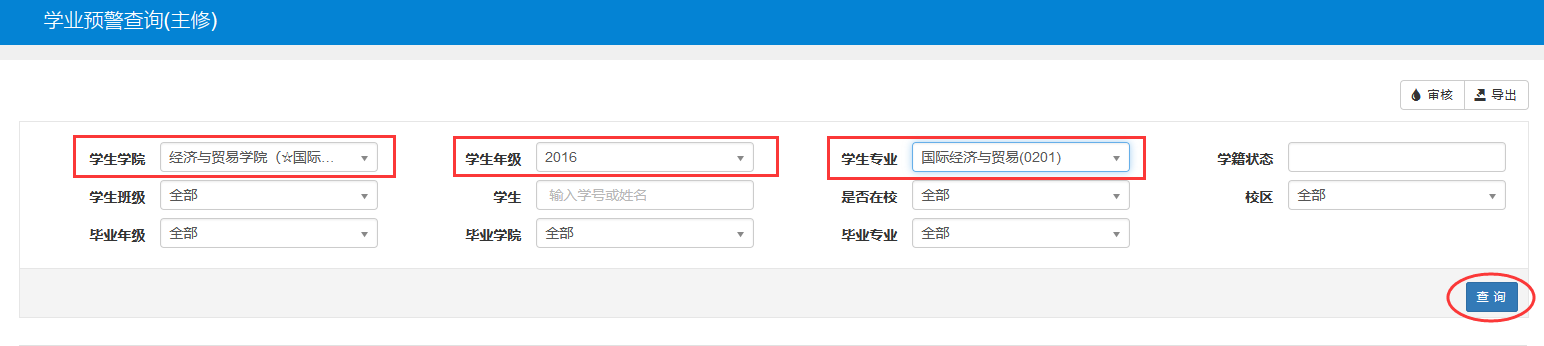 学业预警查询(主修)
审核 导出
学生学院 经济与贸易学院（☆国际... 学生年级 2016 学生专业 国际经济与贸易(0201) 学籍状态
学生班级 全部 学生 输入学号或姓名 是否在校 全部 校区 全部
毕业年级 全部 毕业学院 全部 毕业专业 全部
查 询